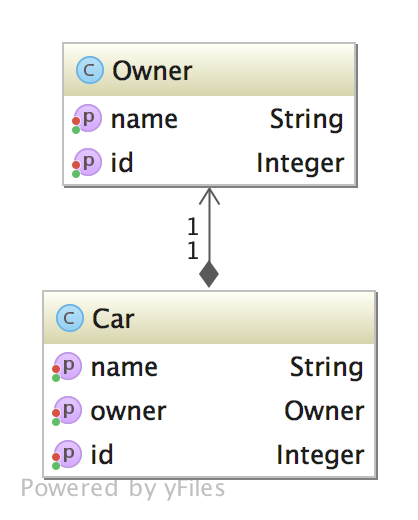 C Owner
p name String
p id Integer
1
1
C Car
p name String
p owner Owner
p id Integer
Powered by yFiles